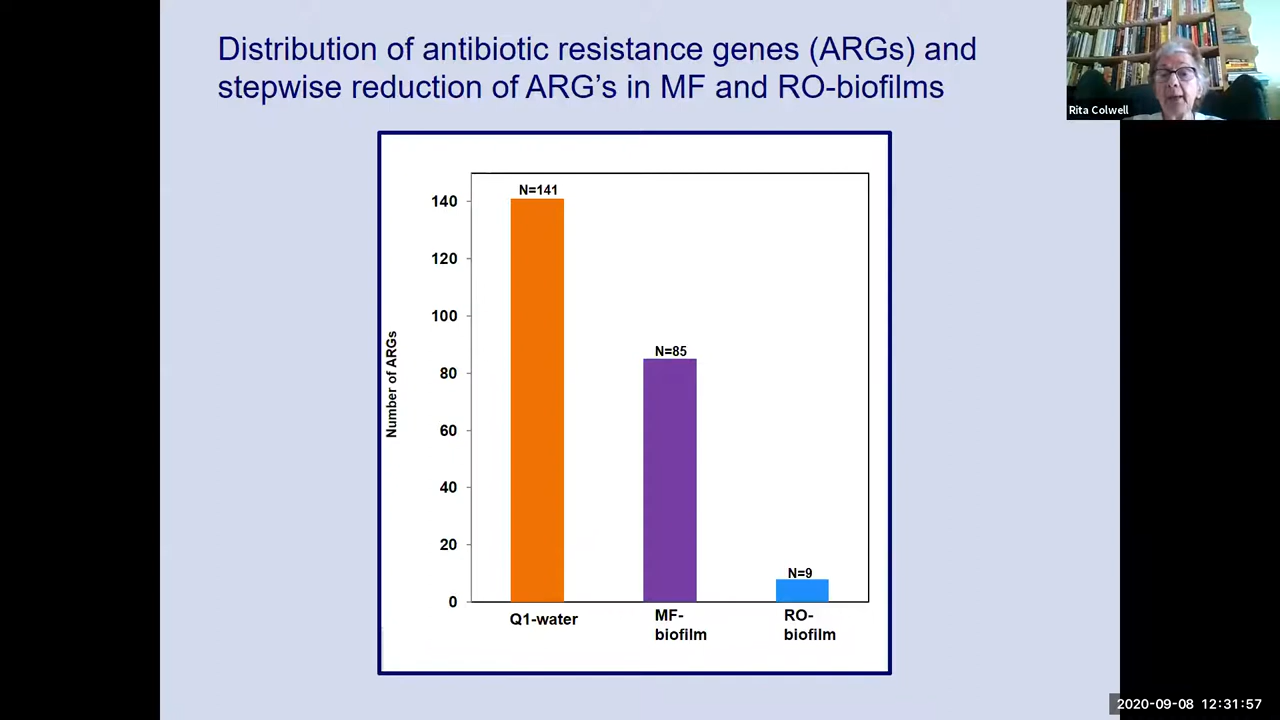 Distribution of antibiotic resistance genes (ARGs) and
stepwise reduction of ARG's in MF and RO-biofilms
Rita Colwell
N=141
140
120
100
N=85
80
60
40
20
N=9
0
Number of ARGs
Q1-water
MF-
biofilm
RO-
biofilm
2020-09-08 12:31:57